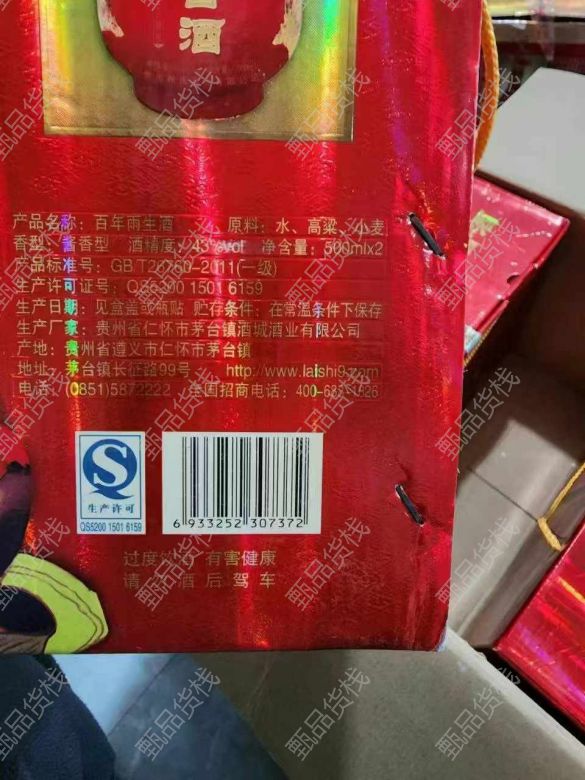 酒
产品名称：百年雨生酒 原料：水、高粱、小麦
香型：酱香型 酒精度：43%vol 净含量：500mlx2
产品标准号：GB/T26760-2011(一级)
生产许可证号：QS5200 1501 6159
生产日期：见盒盖或瓶贴 贮存条件：在常温条件下保存
生产厂家：贵州省仁怀市茅台镇酒城酒业有限公司
产地：贵州省遵义市仁怀市茅台镇
地址：茅台镇长征路99号 http://www.laishi9.com
电话：(0851)5872222 全国招商电话：400-687-1626
生产许可
QS5200 1501 6159
6 933252 307372
过度 有害健康
请 酒后驾车
甄品货栈